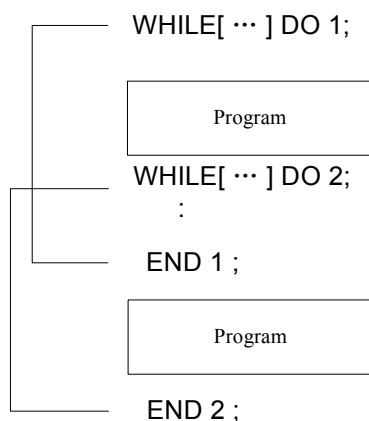 WHILE[ ··· ] DO 1;
Program
WHILE[ ··· ] DO 2;
:
END 1 ;
Program
END 2 ;